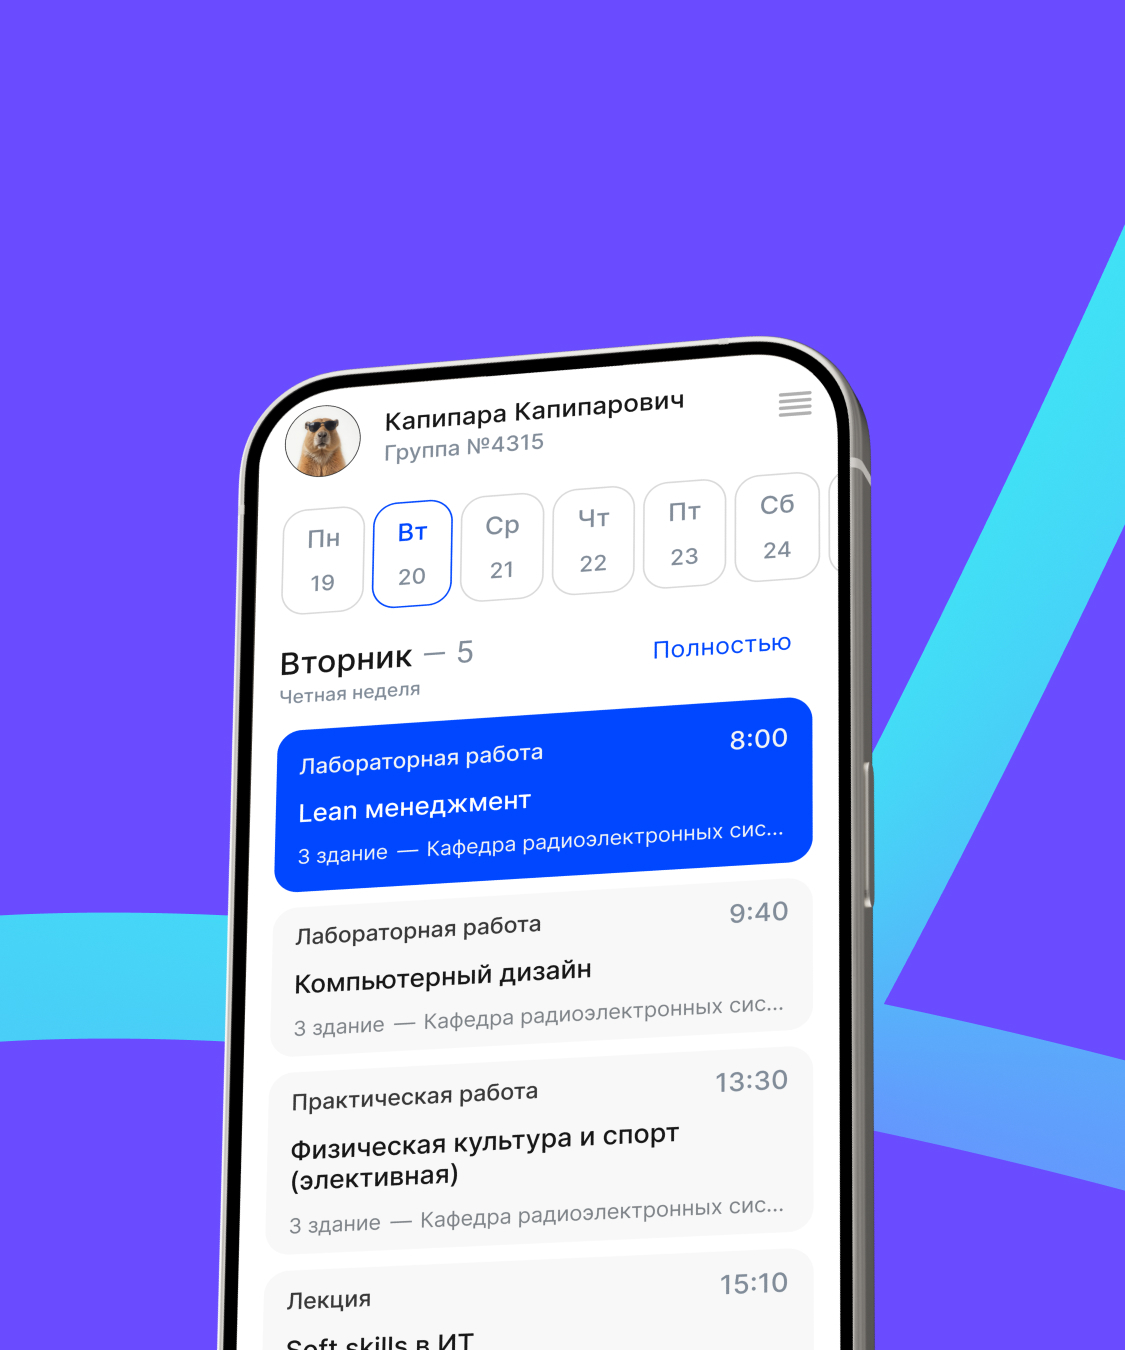 Капипара Капипарович
Группа №4315
Пн Вт Ср Чт Пт Сб
19 20 21 22 23 24
Вторник — 5
Полностью
Четная неделя
Лабораторная работа 8:00
Lean менеджмент
3 здание — Кафедра радиоэлектронных сис...
Лабораторная работа 9:40
Компьютерный дизайн
3 здание — Кафедра радиоэлектронных сис...
Практическая работа 13:30
Физическая культура и спорт
(элективная)
3 здание — Кафедра радиоэлектронных сис...
Лекция 15:10
Soft skills в ИТ